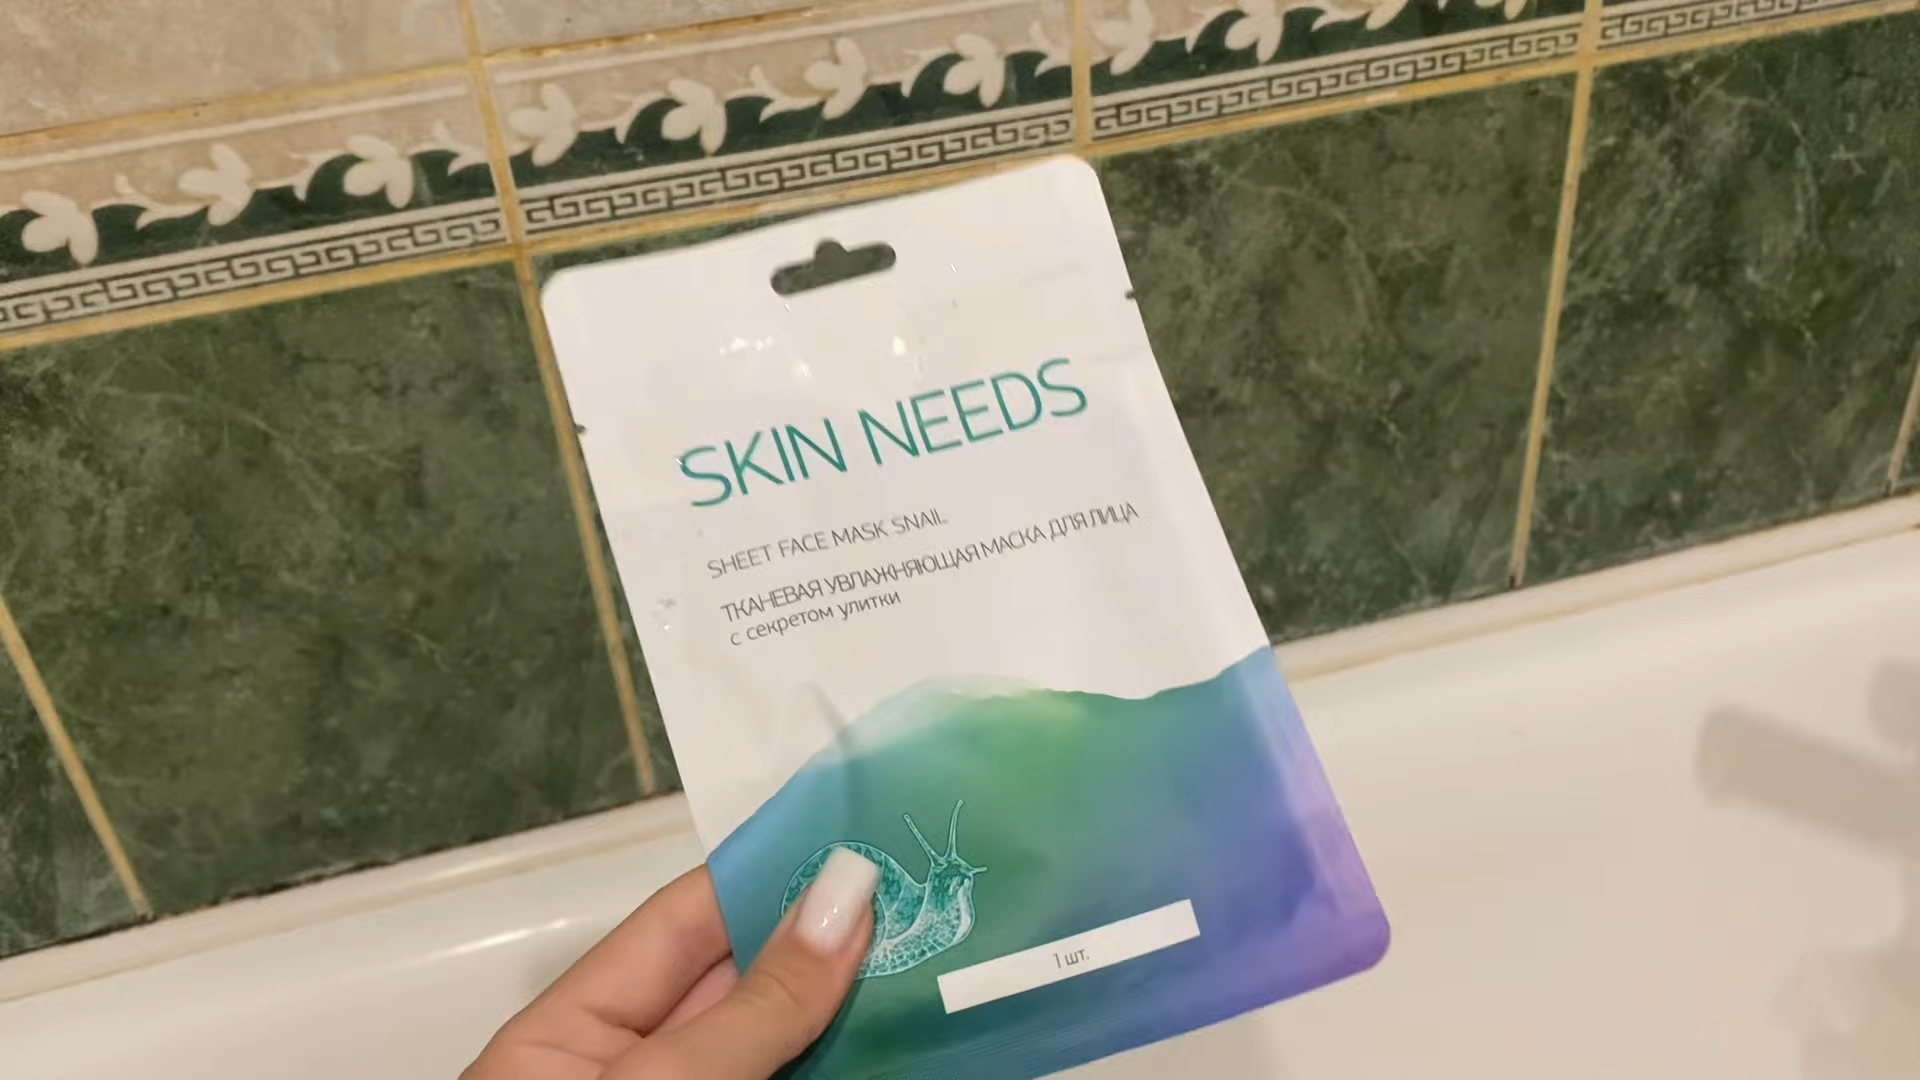 SKIN NEEDS
SHEET FACE MASK SNAIL
ТКАНЕВАЯ УВЛАЖНЯЮЩАЯ МАСКА ДЛЯ ЛИЦА
с секретом улитки
1 шт.